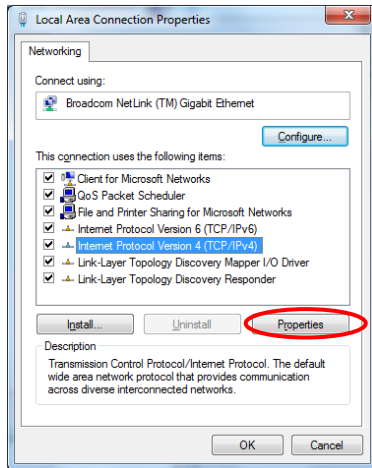 Local Area Connection Properties
Networking
Connect using:
Broadcom NetLink (TM) Gigabit Ethernet
Configure...
This connection uses the following items:
Client for Microsoft Networks
QoS Packet Scheduler
File and Printer Sharing for Microsoft Networks
Internet Protocol Version 6 (TCP/IPv6)
Internet Protocol Version 4 (TCP/IPv4)
Link-Layer Topology Discovery Mapper I/O Driver
Link-Layer Topology Discovery Responder
Install... Uninstall Properties
Description
Transmission Control Protocol/Internet Protocol. The default
wide area network protocol that provides communication
across diverse interconnected networks.
OK Cancel